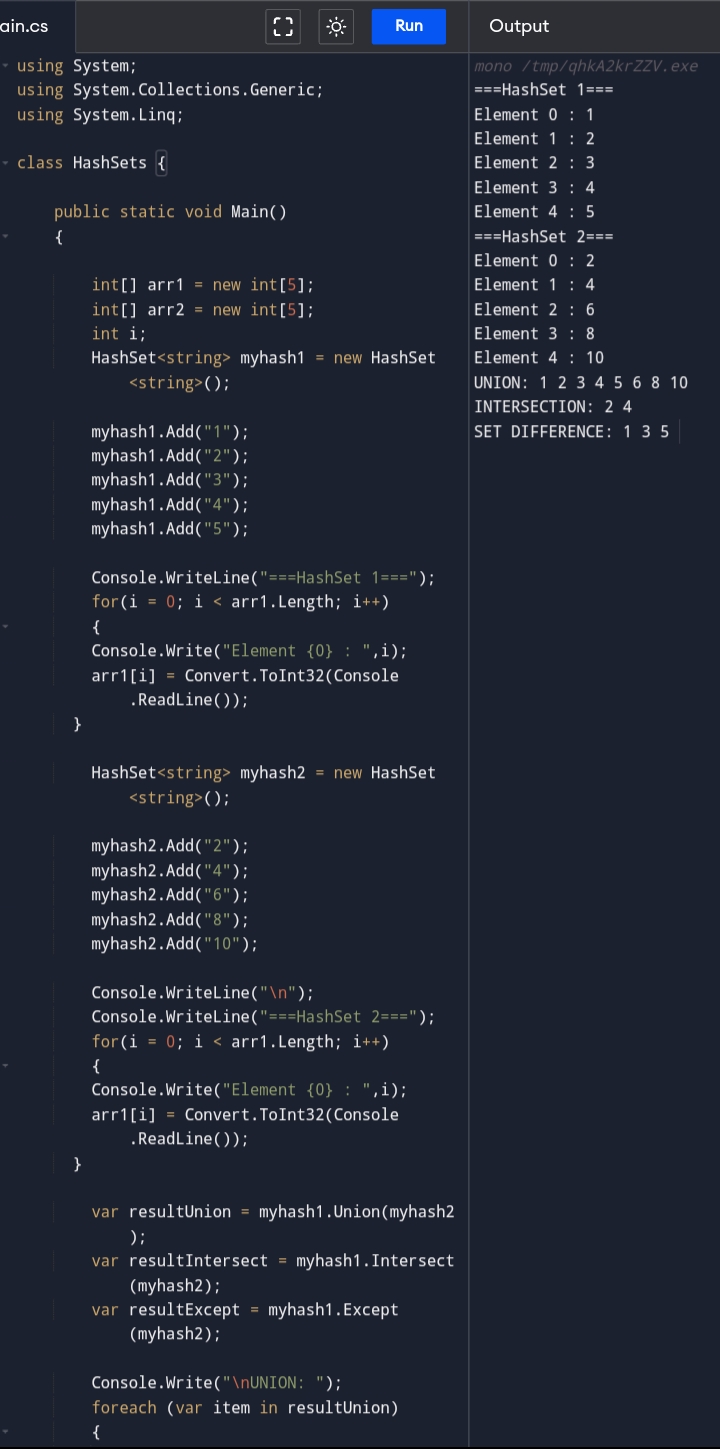 ain.cs
Run
Output
using System;
using System.Collections.Generic;
using System.Linq;
class HashSets {
public static void Main()
{
int[] arr1 = new int[5];
int[] arr2 = new int[5];
int i;
HashSet<string> myhash1 = new HashSet
<string>();
myhash1.Add("1");
myhash1.Add("2");
myhash1.Add("3");
myhash1.Add("4");
myhash1.Add("5");
Console.WriteLine("===HashSet 1===");
for(i = 0; i < arr1.Length; i++)
{
Console.Write("Element {0} : ",i);
arr1[i] = Convert.ToInt32(Console
.ReadLine());
}
HashSet<string> myhash2 = new HashSet
<string>();
myhash2.Add("2");
myhash2.Add("4");
myhash2.Add("6");
myhash2.Add("8");
myhash2.Add("10");
Console.WriteLine("\n");
Console.WriteLine("===HashSet 2===");
for(i = 0; i < arr1.Length; i++)
{
Console.Write("Element {0} : ",i);
arr1[i] = Convert.ToInt32(Console
.ReadLine());
}
var resultUnion = myhash1.Union(myhash2
);
var resultIntersect = myhash1.Intersect
(myhash2);
var resultExcept = myhash1.Except
(myhash2);
Console.Write("\nUNION: ");
foreach (var item in resultUnion)
{
mono /tmp/qhkA2krZZV.exe
===HashSet 1===
Element 0 : 1
Element 1 : 2
Element 2 : 3
Element 3 : 4
Element 4 : 5
===HashSet 2===
Element 0 : 2
Element 1 : 4
Element 2 : 6
Element 3 : 8
Element 4 : 10
UNION: 1 2 3 4 5 6 8 10
INTERSECTION: 2 4
SET DIFFERENCE: 1 3 5